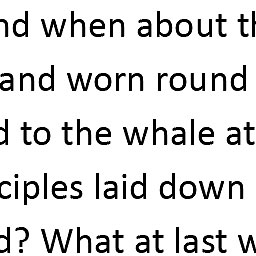 nd when about th
and worn round
d to the whale at
ciples laid down
d? What at last w